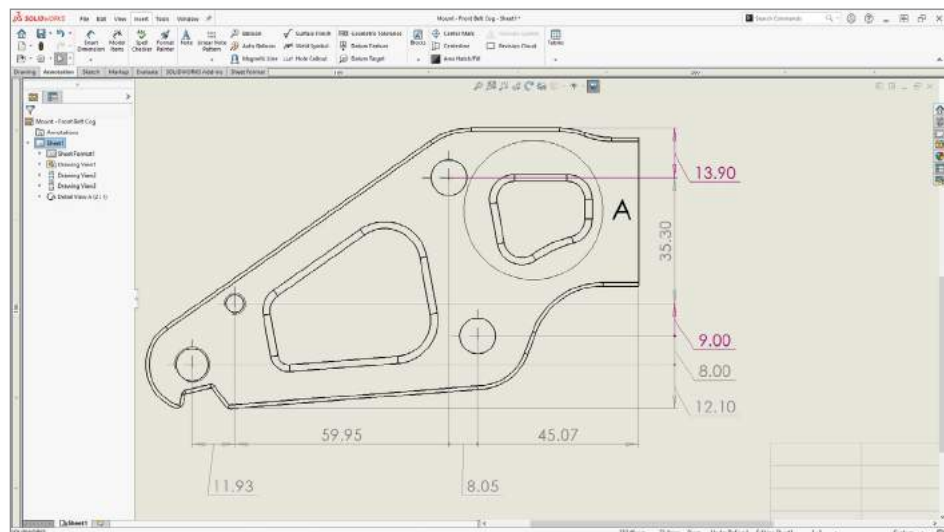 SOLIDWORKS File Edit View Insert Tools Window
Mount - Front Belt Cog - Sheet1 *
Search Commands
Smart Dimension
Model Items
Spell Checker
Format Painter
Note
Linear Note Pattern
Balloon
Auto Balloon
Magnetic Line
Surface Finish
Weld Symbol
Hole Callout
Geometric Tolerance
Datum Feature
Datum Target
Blocks
Center Mark
Centerline
Area Hatch/Fill
Revision Cloud
Tables
Drawing Annotation Sketch Markup Evaluate SOLIDWORKS Add-Ins Sheet Format
Mount - Front Belt Cog
Annotations
Sheet1
Sheet Format1
Drawing View1
Drawing View2
Drawing View3
Detail View A (2 : 1)
13.90
A
35.30
9.00
8.00
12.10
59.95
45.07
11.93
8.05
Sheet1